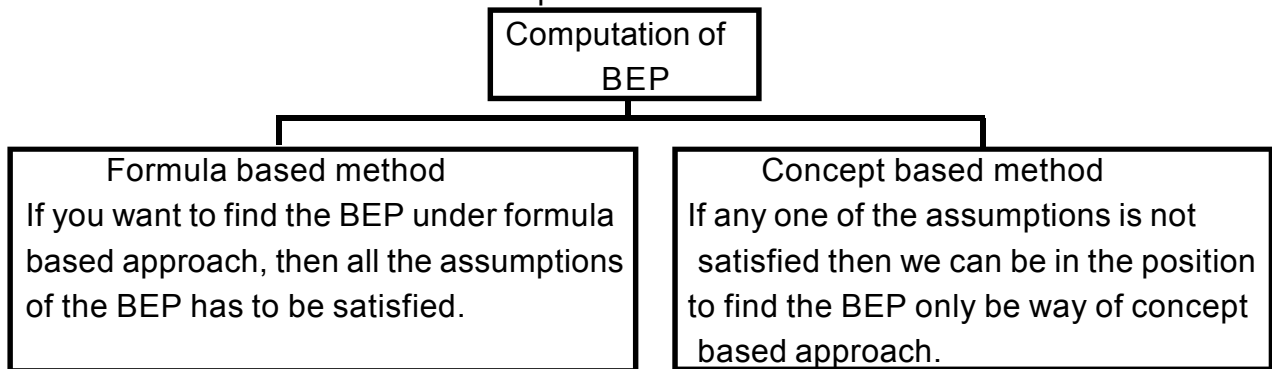 Computation of
BEP
Formula based method
If you want to find the BEP under formula
based approach, then all the assumptions
of the BEP has to be satisfied.
Concept based method
If any one of the assumptions is not
satisfied then we can be in the position
to find the BEP only be way of concept
based approach.